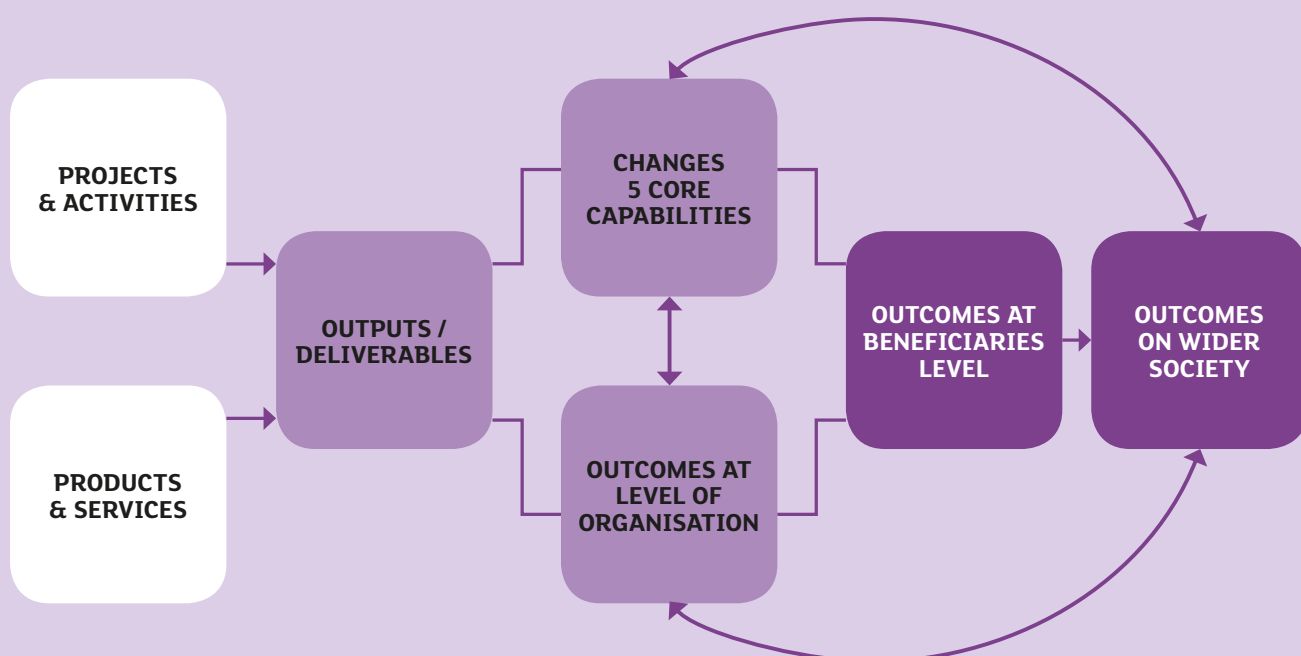 PROJECTS
& ACTIVITIES
PRODUCTS
& SERVICES
OUTPUTS /
DELIVERABLES
CHANGES
5 CORE
CAPABILITIES
OUTCOMES AT
LEVEL OF
ORGANISATION
OUTCOMES AT
BENEFICIARIES
LEVEL
OUTCOMES
ON WIDER
SOCIETY